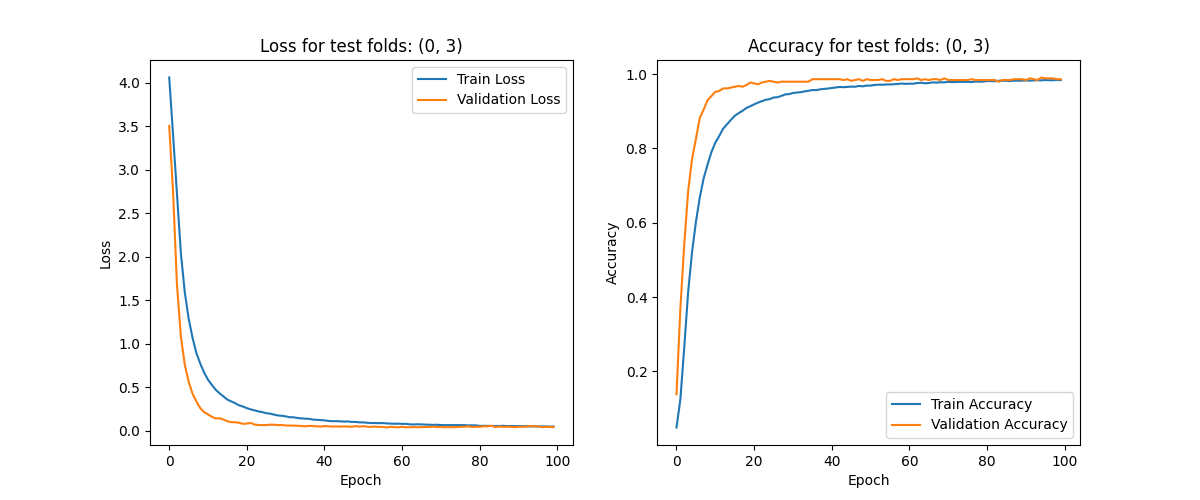 Loss for test folds: (0, 3)
4.0
3.5
3.0
2.5
2.0
1.5
1.0
0.5
0.0
Loss
Train Loss
Validation Loss
0 20 40 60 80 100
Epoch
Accuracy for test folds: (0, 3)
1.0
0.8
0.6
0.4
0.2
Accuracy
Train Accuracy
Validation Accuracy
0 20 40 60 80 100
Epoch